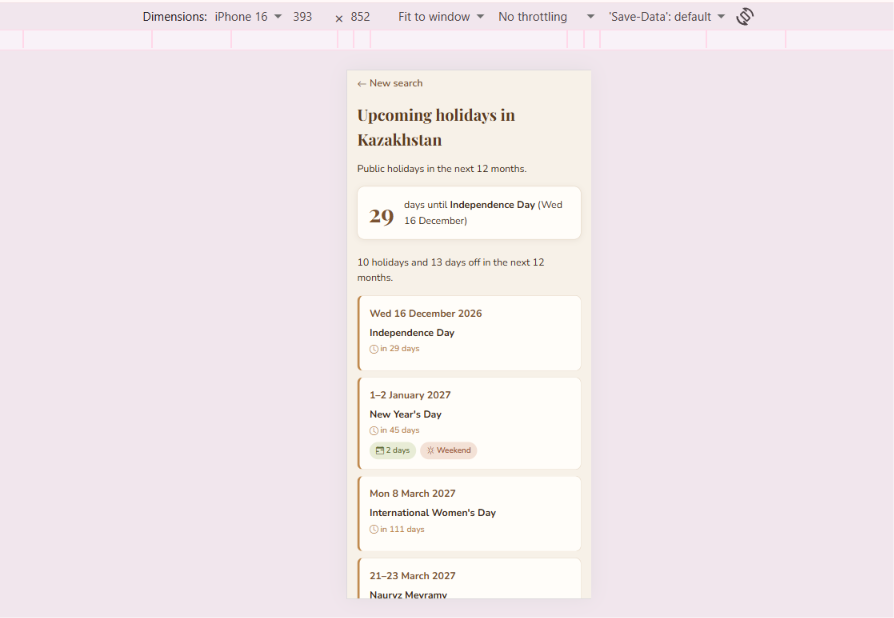 Dimensions: iPhone 16 393 × 852 Fit to window No throttling 'Save-Data': default
← New search
Upcoming holidays in
Kazakhstan
Public holidays in the next 12 months.
29 days until Independence Day (Wed
16 December)
10 holidays and 13 days off in the next 12
months.
Wed 16 December 2026
Independence Day
in 29 days
1–2 January 2027
New Year's Day
in 45 days
2 days Weekend
Mon 8 March 2027
International Women's Day
in 111 days
21–23 March 2027
Nauryz Meyramy